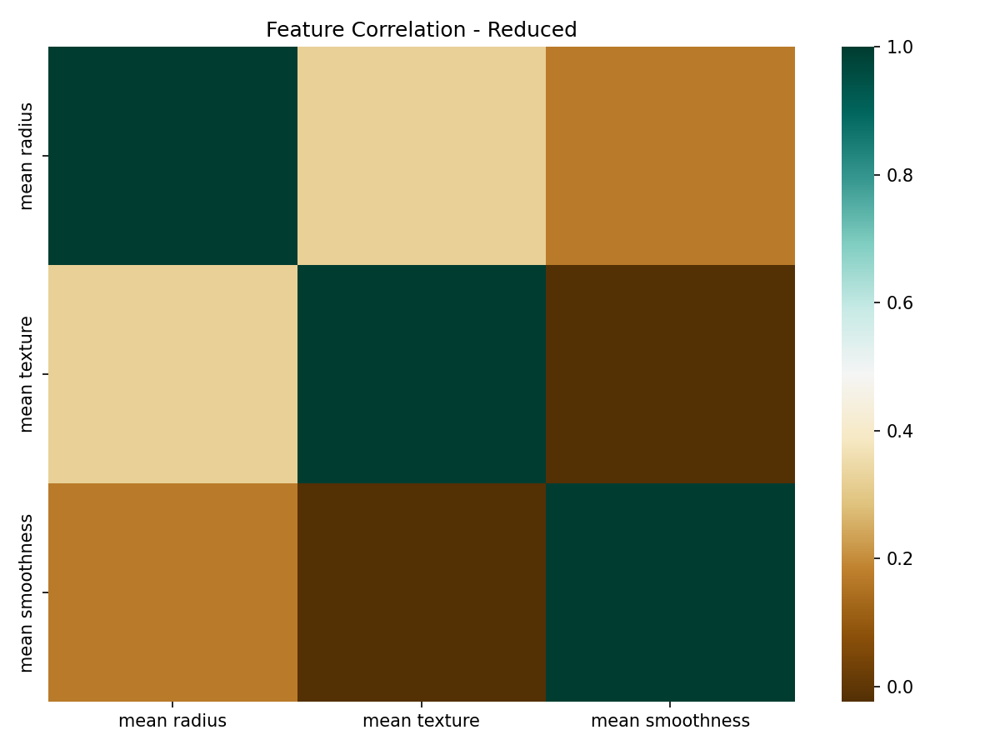 Feature Correlation - Reduced
mean radius
mean texture
mean smoothness
mean radius
mean texture
mean smoothness
1.0
0.8
0.6
0.4
0.2
0.0